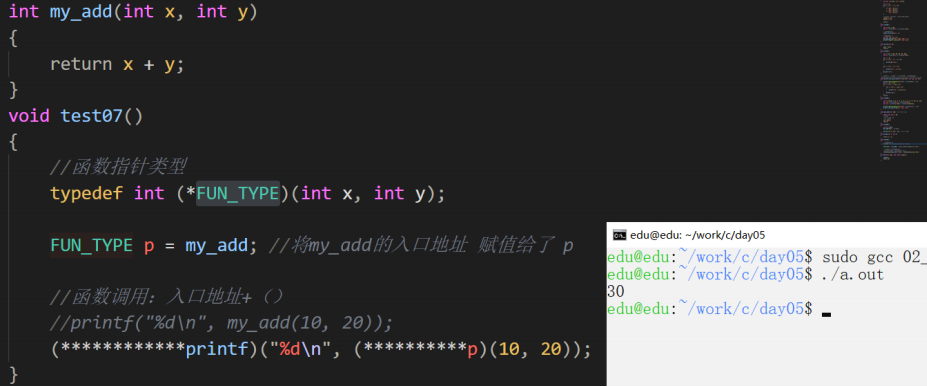 int my_add(int x, int y)
{
    return x + y;
}
void test07()
{
    //函数指针类型
    typedef int (*FUN_TYPE)(int x, int y);
    FUN_TYPE p = my_add; //将my_add的入口地址 赋值给了 p
    //函数调用：入口地址+（）
    //printf("%d\n", my_add(10, 20));
    (************printf)("%d\n", (**********p)(10, 20));
}
edu@edu: ~/work/c/day05
edu@edu:~/work/c/day05$ sudo gcc 02_
edu@edu:~/work/c/day05$ ./a.out
30
edu@edu:~/work/c/day05$